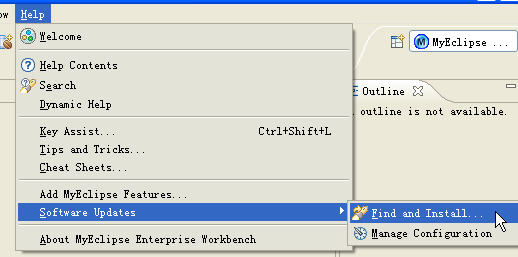 Help
Welcome
MyEclipse ...
Help Contents
Search
Dynamic Help
Outline
outline is not available.
Key Assist... Ctrl+Shift+L
Tips and Tricks...
Cheat Sheets...
Add MyEclipse Features...
Software Updates
Find and Install...
Manage Configuration
About MyEclipse Enterprise Workbench